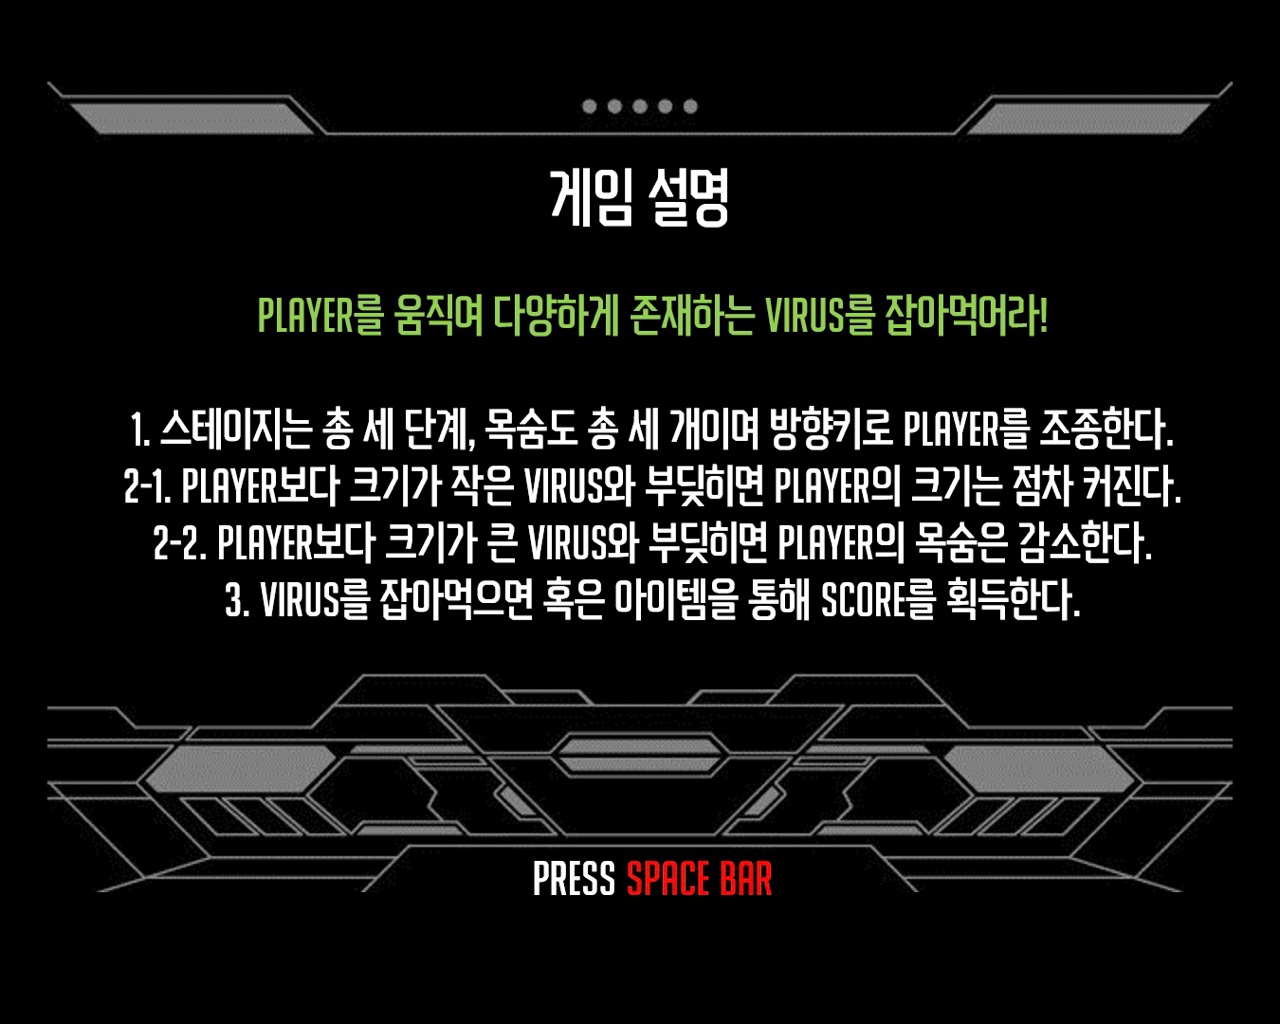 게임 설명
PLAYER를 움직여 다양하게 존재하는 VIRUS를 잡아먹어라!
1. 스테이지는 총 세 단계, 목숨도 총 세 개이며 방향키로 PLAYER를 조종한다.
2-1. PLAYER보다 크기가 작은 VIRUS와 부딪히면 PLAYER의 크기는 점차 커진다.
2-2. PLAYER보다 크기가 큰 VIRUS와 부딪히면 PLAYER의 목숨은 감소한다.
3. VIRUS를 잡아먹으면 혹은 아이템을 통해 SCORE를 획득한다.
PRESS SPACE BAR